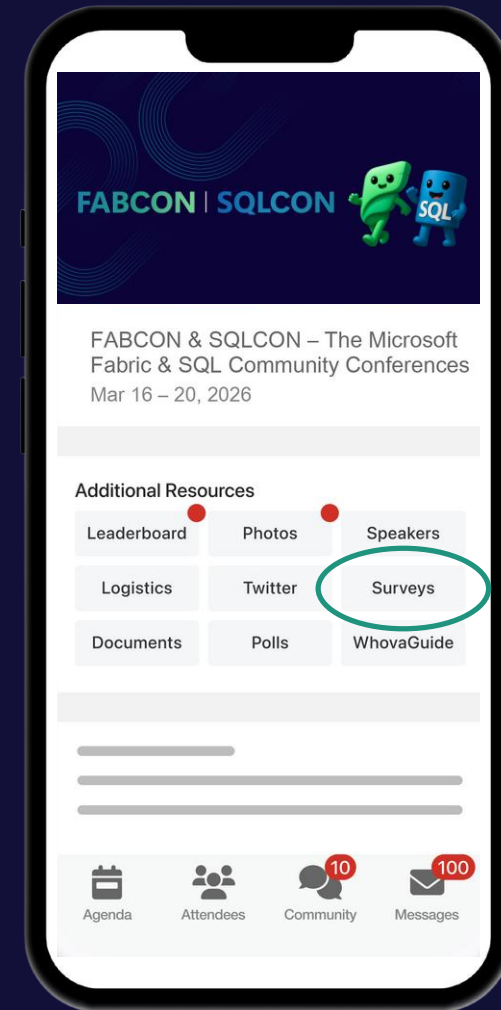 FABCON | SQLCON
SQL
FABCON & SQLCON – The Microsoft
Fabric & SQL Community Conferences
Mar 16 – 20, 2026
Additional Resources
Leaderboard Photos Speakers
Logistics Twitter Surveys
Documents Polls WhovaGuide
10 100
Agenda Attendees Community Messages